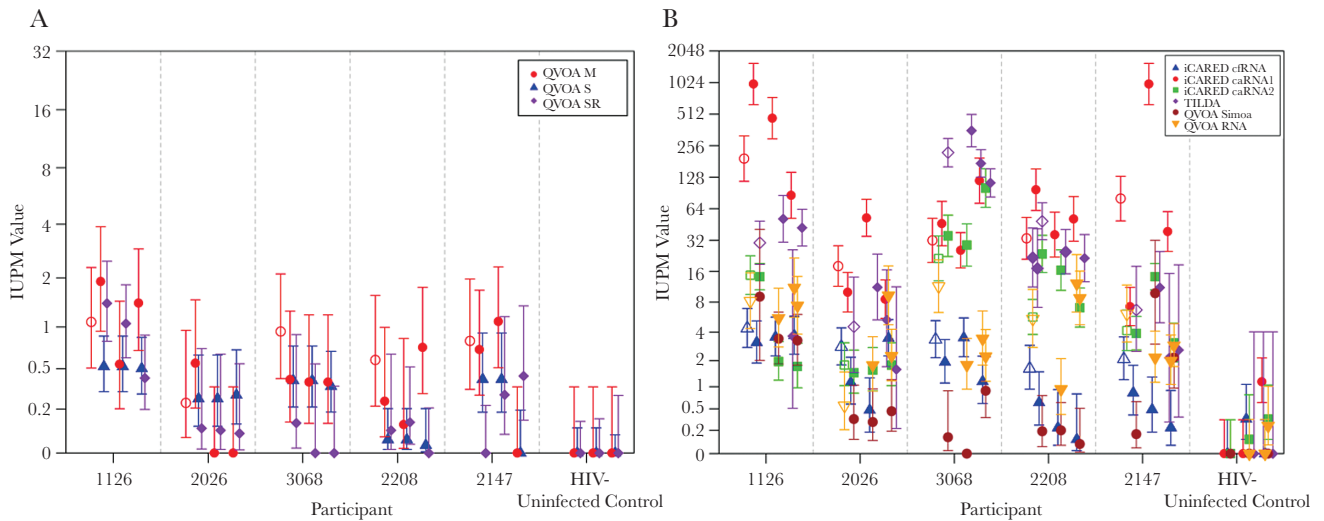 A
32
16
8
4
2
1
0.5
0.2
0
IUPM Value
QVOA M
QVOA S
QVOA SR
1126
2026
3068
2208
2147
HIV-
Uninfected Control
Participant
B
2048
1024
512
256
128
64
32
16
8
4
2
1
0.5
0.2
0
IUPM Value
iCARED cfRNA
iCARED caRNA1
iCARED caRNA2
TILDA
QVOA Simoa
QVOA RNA
1126
2026
3068
2208
2147
HIV-
Uninfected Control
Participant